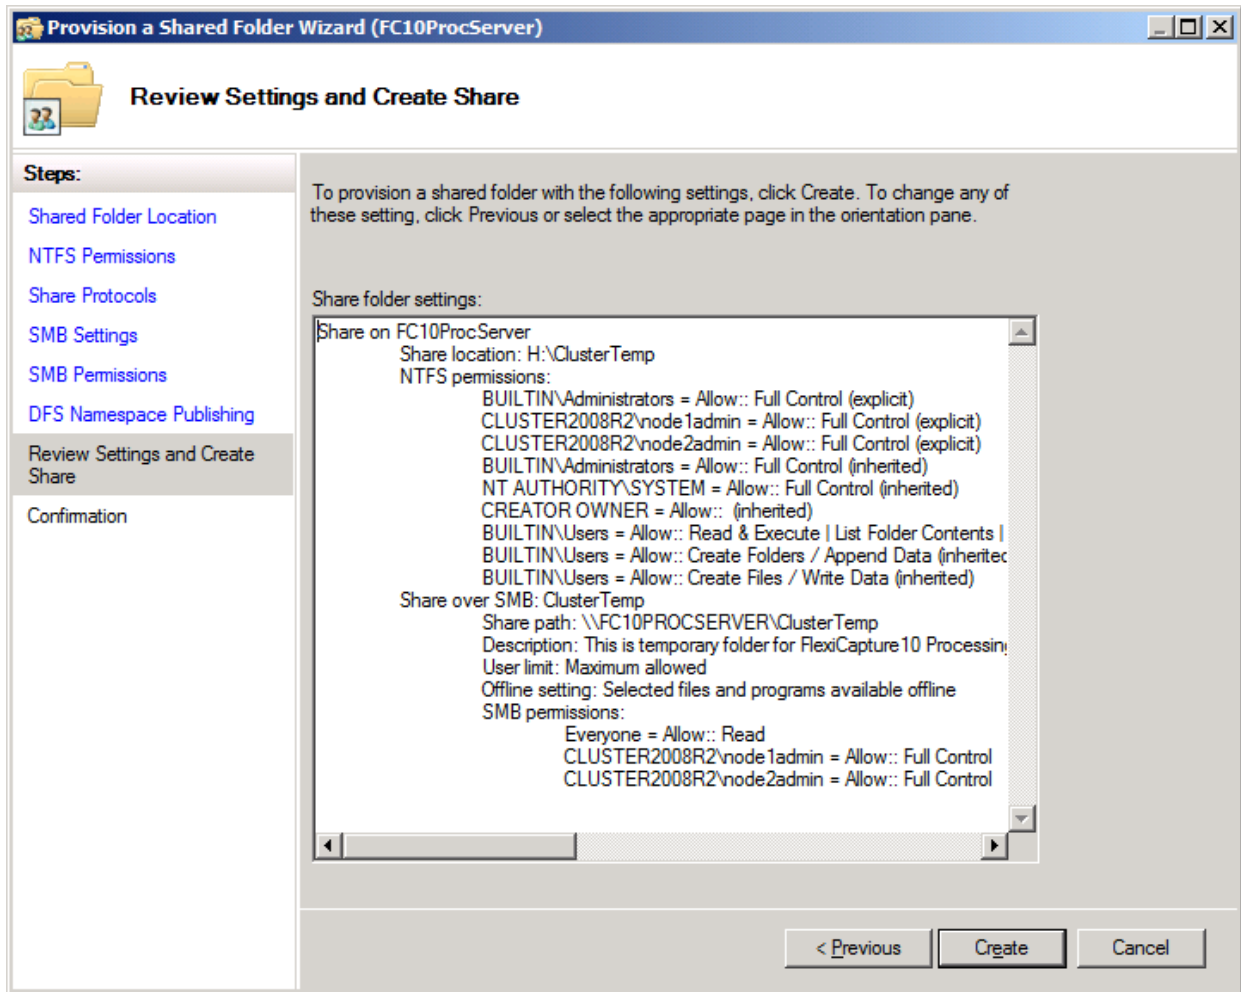 Provision a Shared Folder Wizard (FC10ProcServer)
Review Settings and Create Share
Steps:
Shared Folder Location
NTFS Permissions
Share Protocols
SMB Settings
SMB Permissions
DFS Namespace Publishing
Review Settings and Create
Share
Confirmation
To provision a shared folder with the following settings, click Create. To change any of
these setting, click Previous or select the appropriate page in the orientation pane.
Share folder settings:
Share on FC10ProcServer
Share location: H:\ClusterTemp
NTFS permissions:
BUILTIN\Administrators = Allow:: Full Control (explicit)
CLUSTER2008R2\node1admin = Allow:: Full Control (explicit)
CLUSTER2008R2\node2admin = Allow:: Full Control (explicit)
BUILTIN\Administrators = Allow:: Full Control (inherited)
NT AUTHORITY\SYSTEM = Allow:: Full Control (inherited)
CREATOR OWNER = Allow:: (inherited)
BUILTIN\Users = Allow:: Read & Execute | List Folder Contents |
BUILTIN\Users = Allow:: Create Folders / Append Data (inherited
BUILTIN\Users = Allow:: Create Files / Write Data (inherited)
Share over SMB: ClusterTemp
Share path: \\FC10PROCSERVER\ClusterTemp
Description: This is temporary folder for FlexiCapture10 Processing
User limit: Maximum allowed
Offline setting: Selected files and programs available offline
SMB permissions:
Everyone = Allow:: Read
CLUSTER2008R2\node1admin = Allow:: Full Control
CLUSTER2008R2\node2admin = Allow:: Full Control
< Previous
Create
Cancel